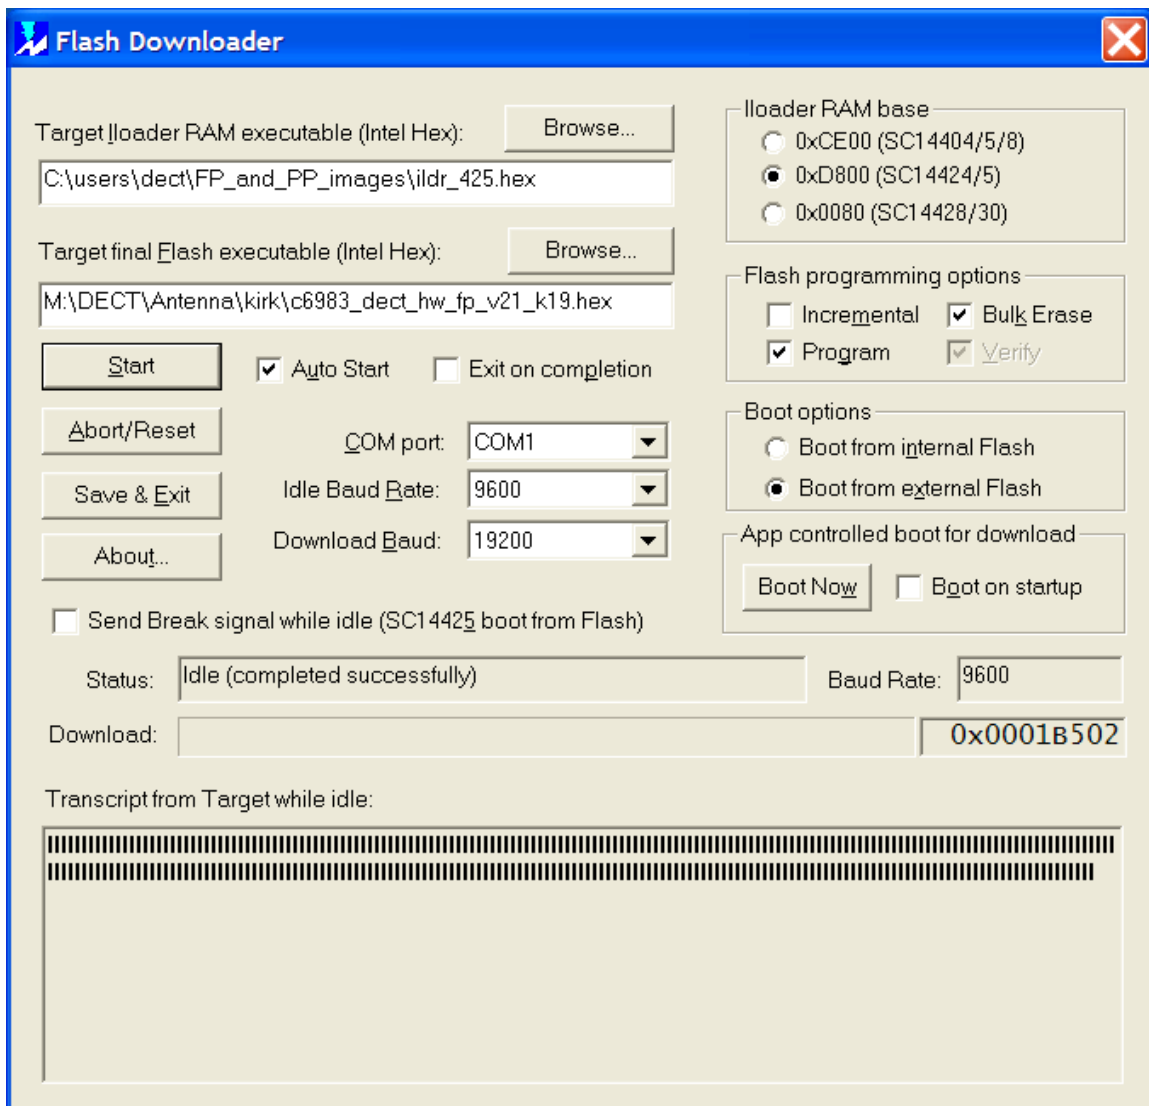 Flash Downloader
Target Iloader RAM executable (Intel Hex):
Browse...
C:\users\dect\FP_and_PP_images\ildr_425.hex
Target final Flash executable (Intel Hex):
Browse...
M:\DECT\Antenna\kirk\c6983_dect_hw_fp_v21_k19.hex
Start
Auto Start
Exit on completion
Abort/Reset
COM port:
COM1
Save & Exit
Idle Baud Rate:
9600
About...
Download Baud:
19200
Iloader RAM base
0xCE00 (SC14404/5/8)
0xD800 (SC14424/5)
0x0080 (SC14428/30)
Flash programming options
Incremental
Bulk Erase
Program
Verify
Boot options
Boot from internal Flash
Boot from external Flash
App controlled boot for download
Boot Now
Boot on startup
Send Break signal while idle (SC14425 boot from Flash)
Status:
Idle (completed successfully)
Baud Rate:
9600
Download:
0x0001B502
Transcript from Target while idle: